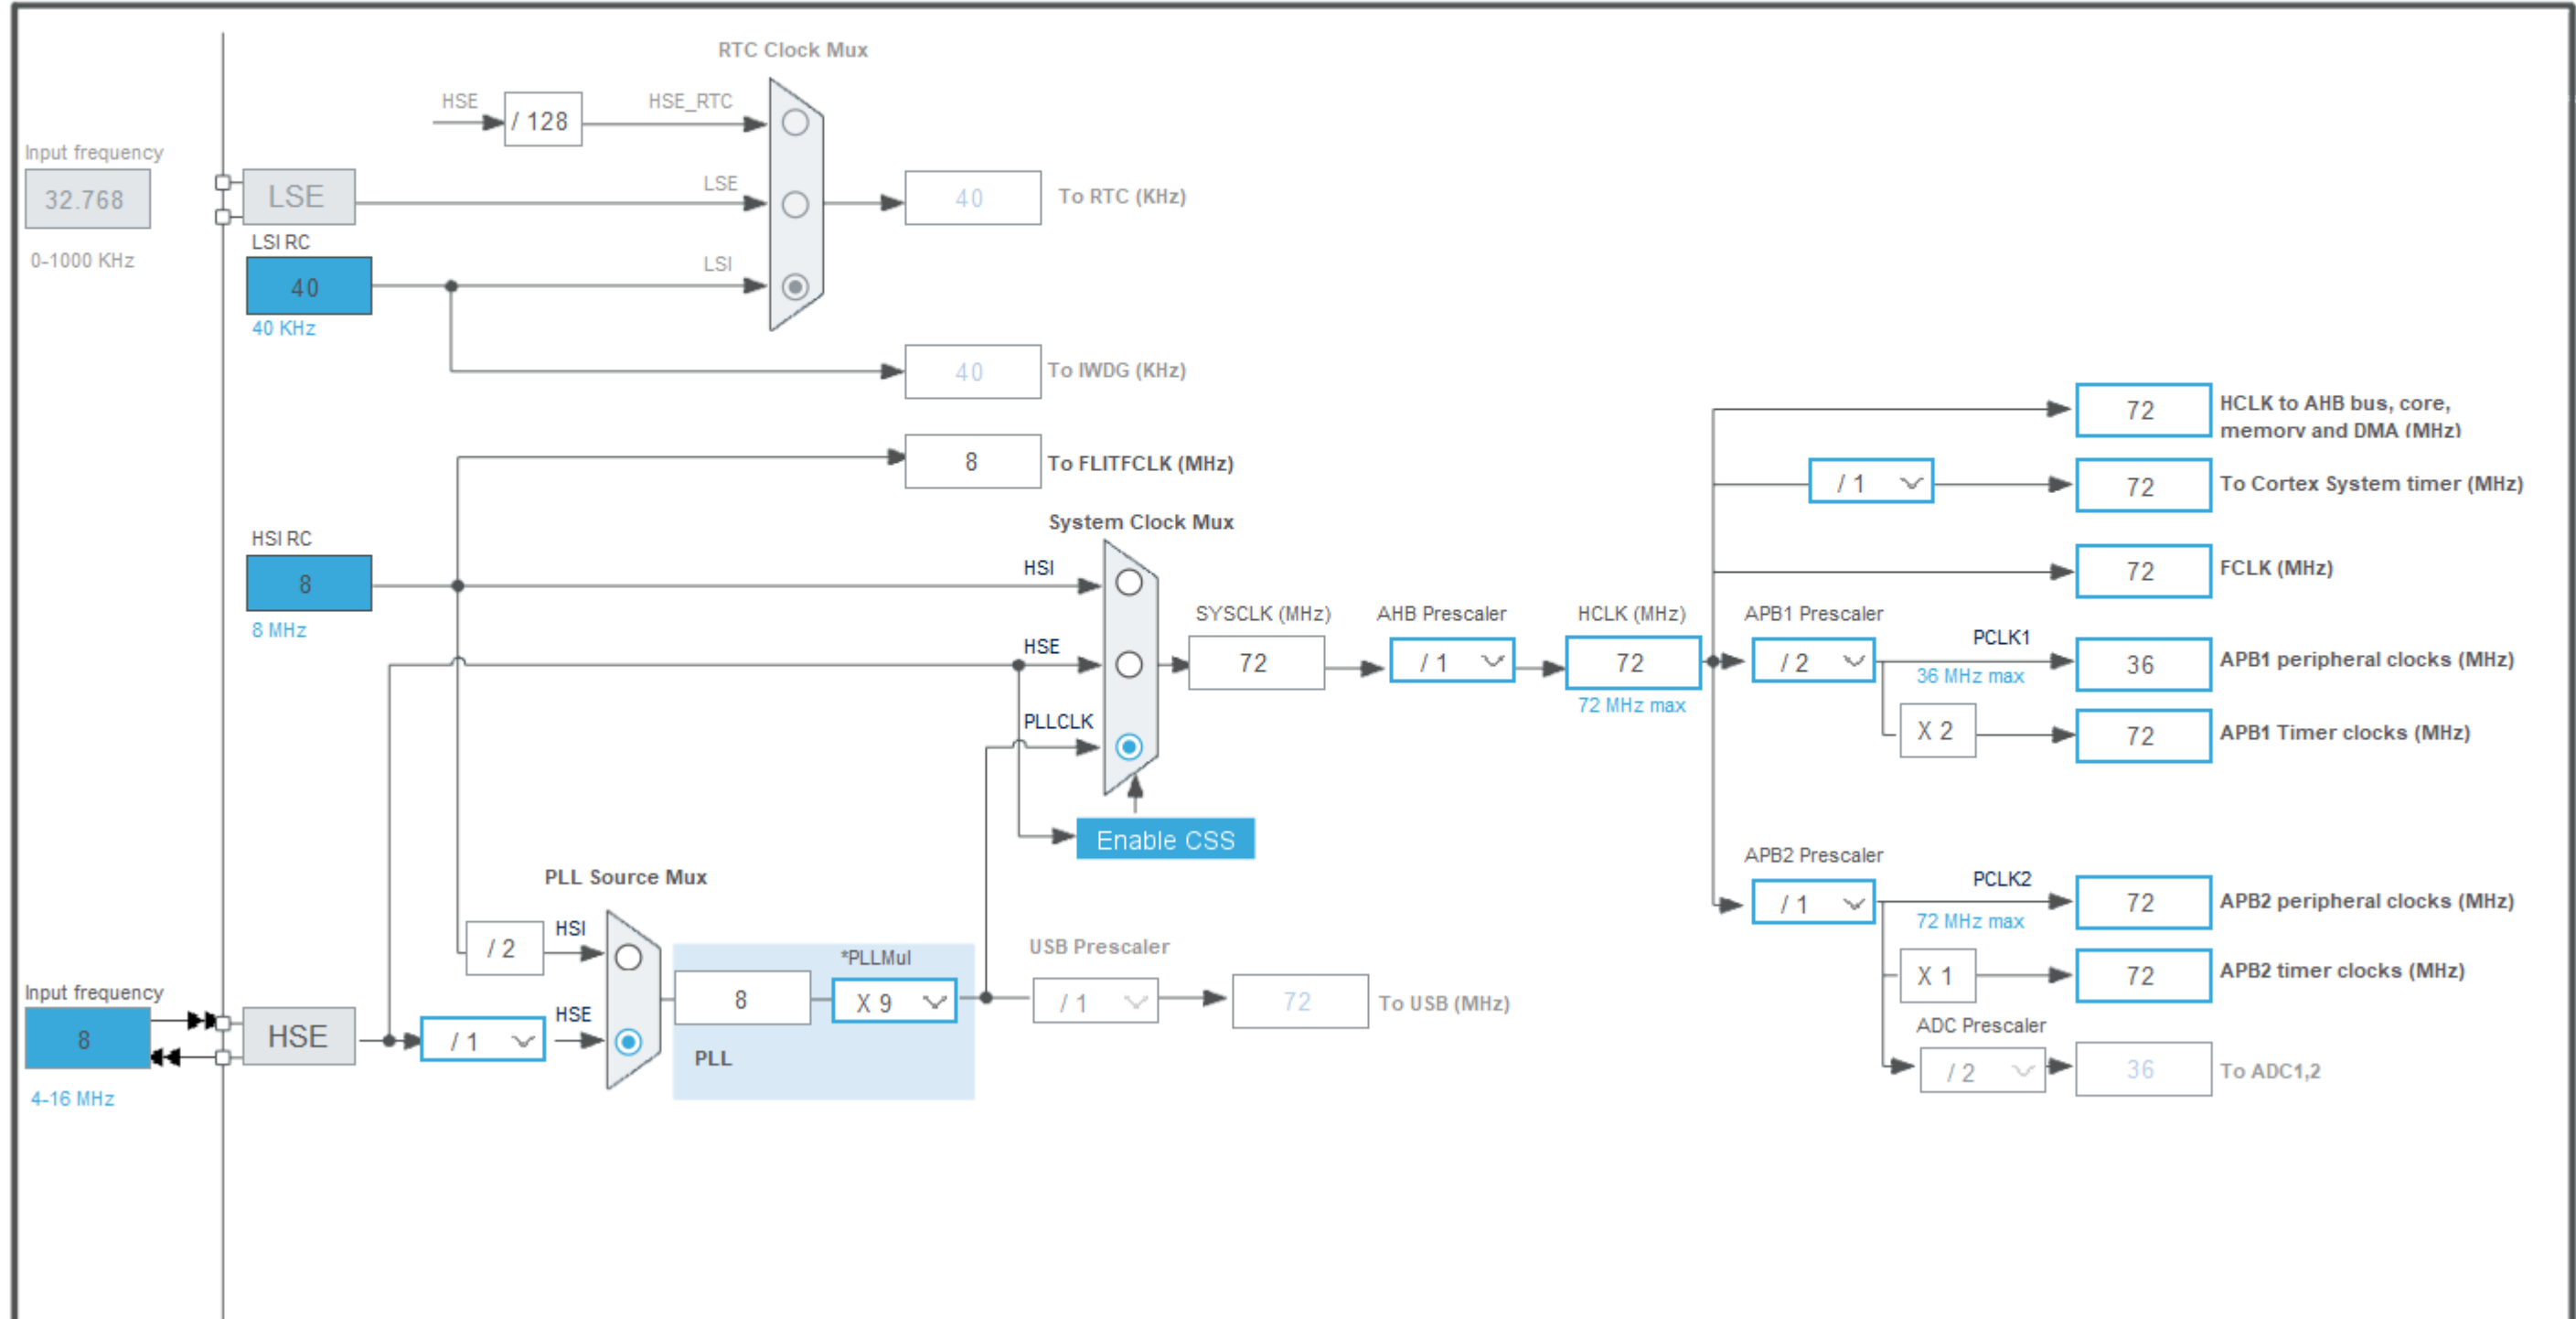 RTC Clock Mux
HSE
/ 128
HSE_RTC
Input frequency
32.768
0-1000 KHz
LSE
LSE
40
To RTC (KHz)
LSI RC
40
40 KHz
LSI
40
To IWDG (KHz)
8
To FLITFCLK (MHz)
HSI RC
8
8 MHz
System Clock Mux
HSI
HSE
PLLCLK
Enable CSS
SYSCLK (MHz)
72
AHB Prescaler
/ 1
HCLK (MHz)
72
72 MHz max
72
HCLK to AHB bus, core,
memory and DMA (MHz)
/ 1
72
To Cortex System timer (MHz)
72
FCLK (MHz)
APB1 Prescaler
/ 2
PCLK1
36 MHz max
36
APB1 peripheral clocks (MHz)
X 2
72
APB1 Timer clocks (MHz)
APB2 Prescaler
/ 1
PCLK2
72 MHz max
72
APB2 peripheral clocks (MHz)
X 1
72
APB2 timer clocks (MHz)
ADC Prescaler
/ 2
36
To ADC1,2
PLL Source Mux
/ 2
HSI
Input frequency
8
4-16 MHz
HSE
/ 1
HSE
8
*PLLMul
X 9
PLL
USB Prescaler
/ 1
72
To USB (MHz)